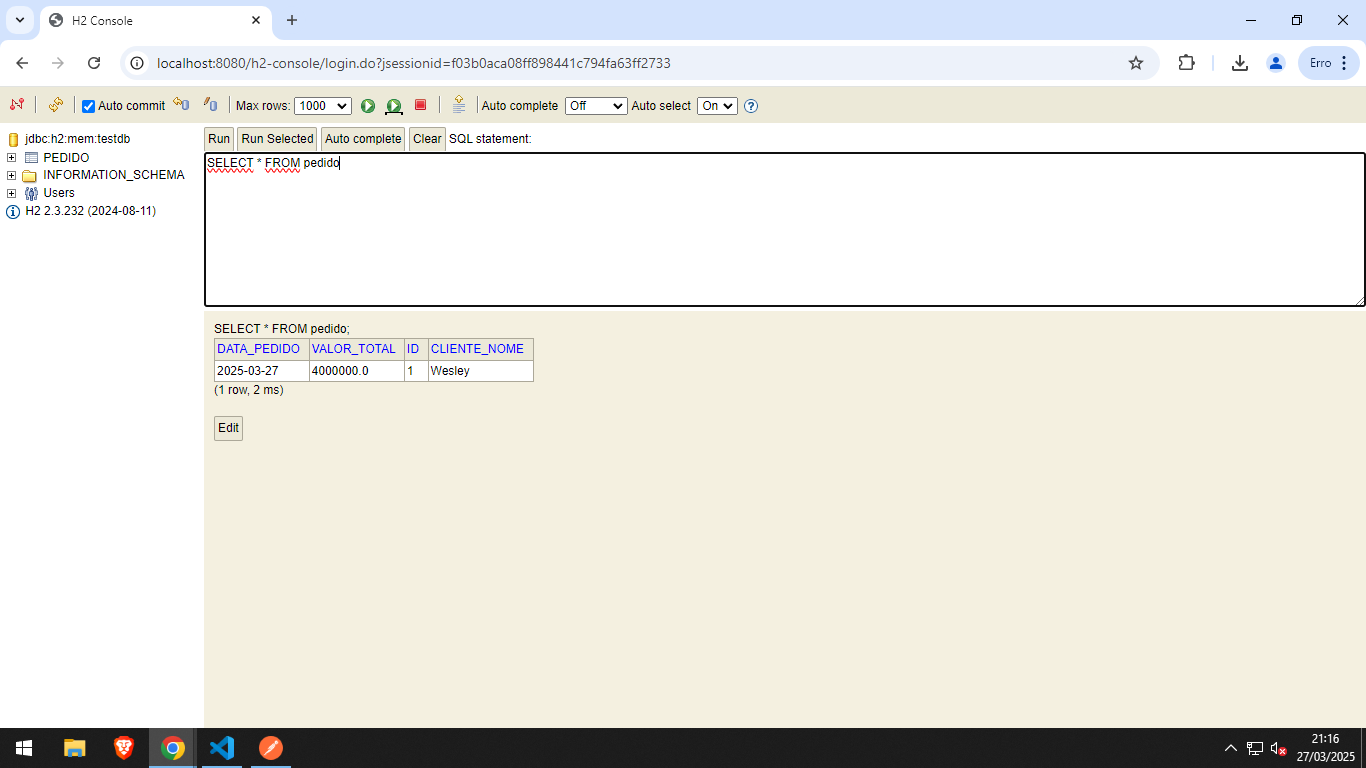 H2 Console
localhost:8080/h2-console/login.do?jsessionid=f03b0aca08ff898441c794fa63ff2733
Erro
Auto commit
Max rows: 1000
Auto complete Off
Auto select On
jdbc:h2:mem:testdb
PEDIDO
INFORMATION_SCHEMA
Users
H2 2.3.232 (2024-08-11)
Run Run Selected Auto complete Clear SQL statement:
SELECT * FROM pedido
SELECT * FROM pedido;
DATA_PEDIDO VALOR_TOTAL ID CLIENTE_NOME
2025-03-27 4000000.0 1 Wesley
(1 row, 2 ms)
Edit
21:16
27/03/2025